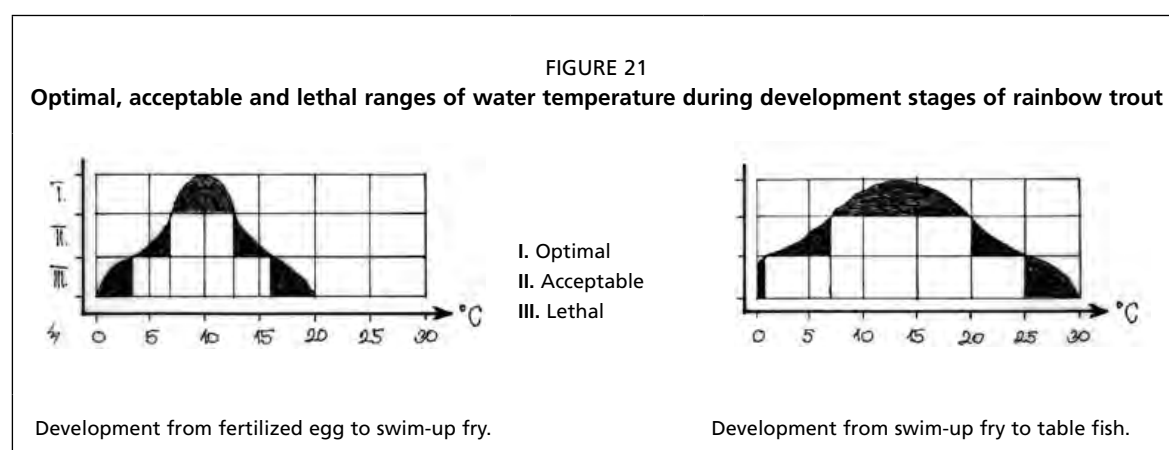 FIGURE 21
Optimal, acceptable and lethal ranges of water temperature during development stages of rainbow trout
I.
II.
III.
°C
0 5 10 15 20 25 30
I. Optimal
II. Acceptable
III. Lethal
°C
0 5 10 15 20 25 30
Development from fertilized egg to swim-up fry.
Development from swim-up fry to table fish.